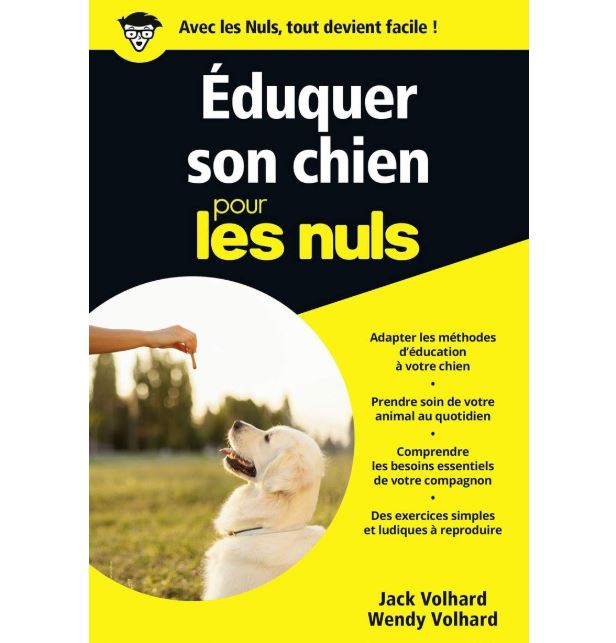 Avec les Nuls, tout devient facile !
Éduquer
son chien
pour
les nuls
Adapter les méthodes
d'éducation
à votre chien
•
Prendre soin de votre
animal au quotidien
•
Comprendre
les besoins essentiels
de votre compagnon
•
Des exercices simples
et ludiques à reproduire
Jack Volhard
Wendy Volhard